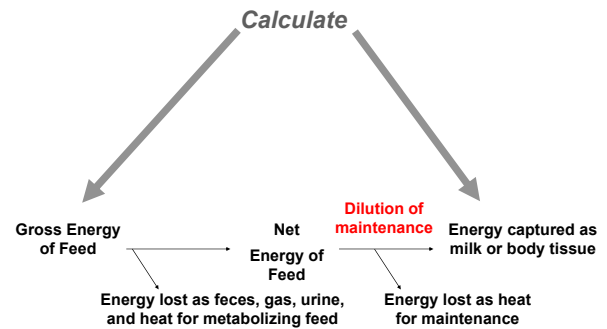 Calculate
Dilution of
maintenance
Gross Energy
of Feed
Net
Energy of
Feed
Energy captured as
milk or body tissue
Energy lost as feces, gas, urine,
and heat for metabolizing feed
Energy lost as heat
for maintenance